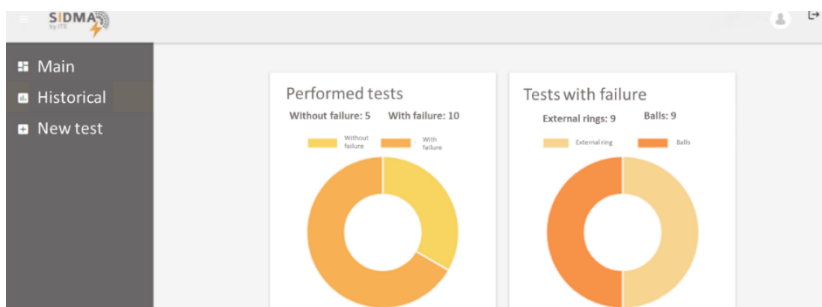 SIDMA
by ITE
Main
Historical
New test
Performed tests
Without failure: 5 With failure: 10
Without failure
With failure
Tests with failure
External rings: 9 Balls: 9
External ring Balls